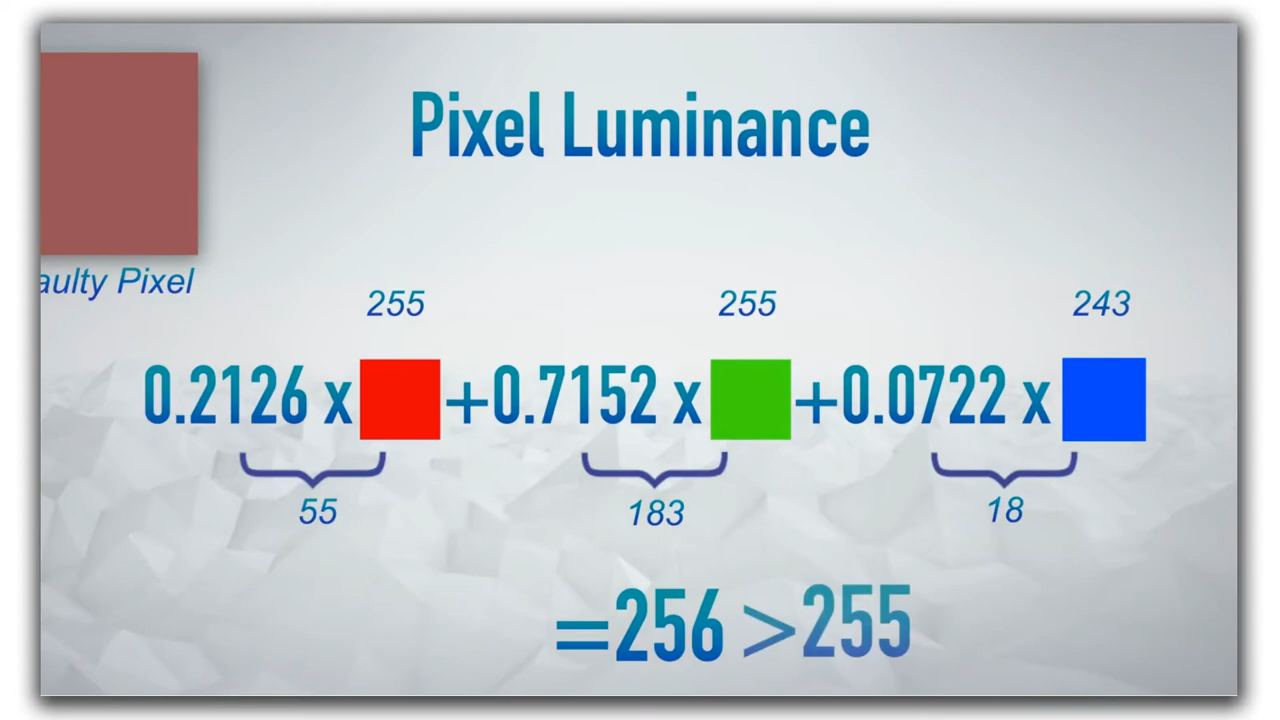 Pixel Luminance
aulty Pixel
255 255 243
0.2126 x +0.7152 x +0.0722 x
55 183 18
=256 >255